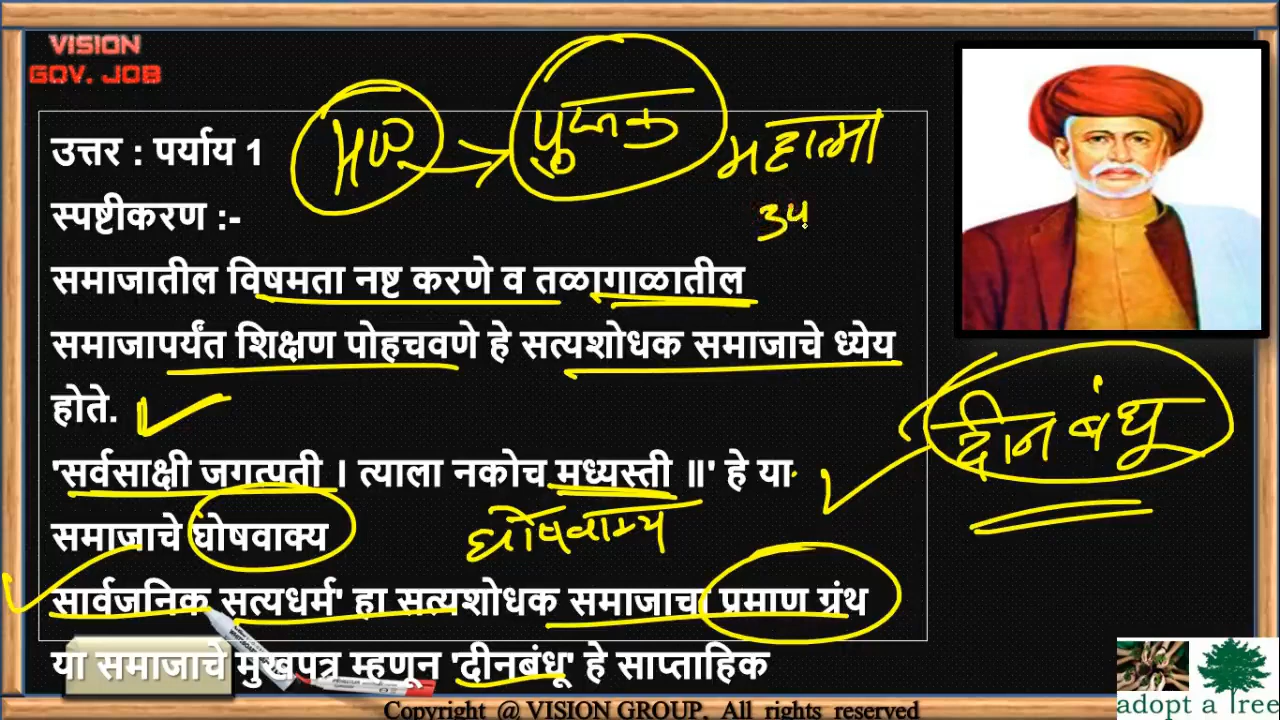 VISION
GOV. JOB
उत्तर : पर्याय 1
स्पष्टीकरण :-
पुस्तक
महात्मा
समाजातील विषमता नष्ट करणे व तळागाळातील
समाजापर्यंत शिक्षण पोहचवणे हे सत्यशोधक समाजाचे ध्येय
होते.
दीनबंधू
'सर्वसाक्षी जगत्पती । त्याला नकोच मध्यस्ती ॥' हे या
समाजाचे घोषवाक्य
घोषवाक्य
सार्वजनिक सत्यधर्म' हा सत्यशोधक समाजाचा प्रमाण ग्रंथ
या समाजाचे मुखपत्र म्हणून 'दीनबंधू' हे साप्ताहिक
adopt a Tree
Copyright @ VISION GROUP. All rights reserved